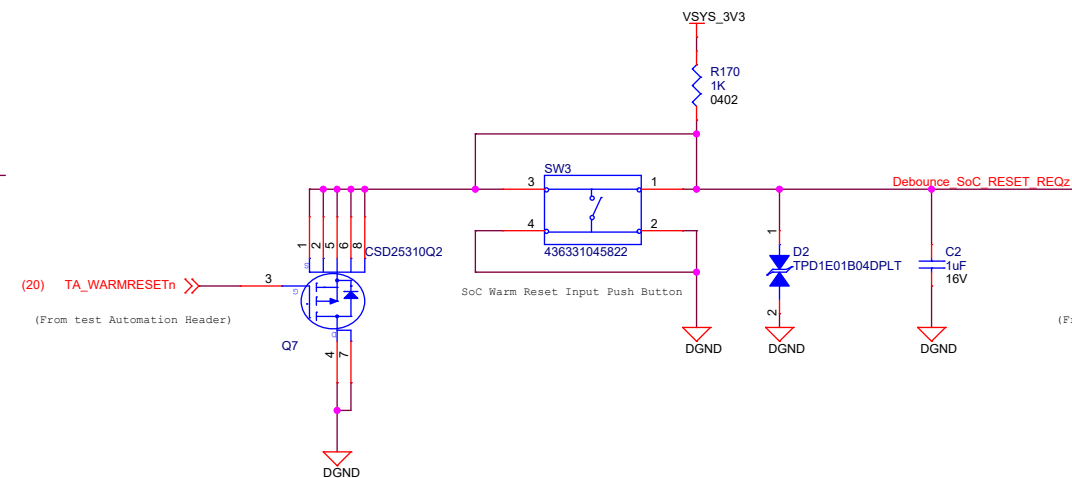 VSYS_3V3
R170
1K
0402
SW3
3
1
4
2
436331045822
SoC Warm Reset Input Push Button
Debounce_SoC_RESET_REQz
1
2
5
6
8
CSD25310Q2
S
(20) TA_WARMRESETn
3
G
(From test Automation Header)
D
Q7
4
7
DGND
DGND
1
D2
TPD1E01B04DPLT
2
DGND
C2
1uF
16V
DGND
(F